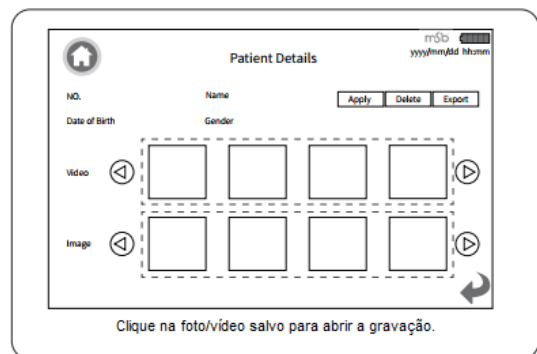 msb
Patient Details
yyyy/mm/dd hh:mm
NO.
Name
Apply
Delete
Export
Date of Birth
Gender
Video
Image
Clique na foto/vídeo salvo para abrir a gravação.